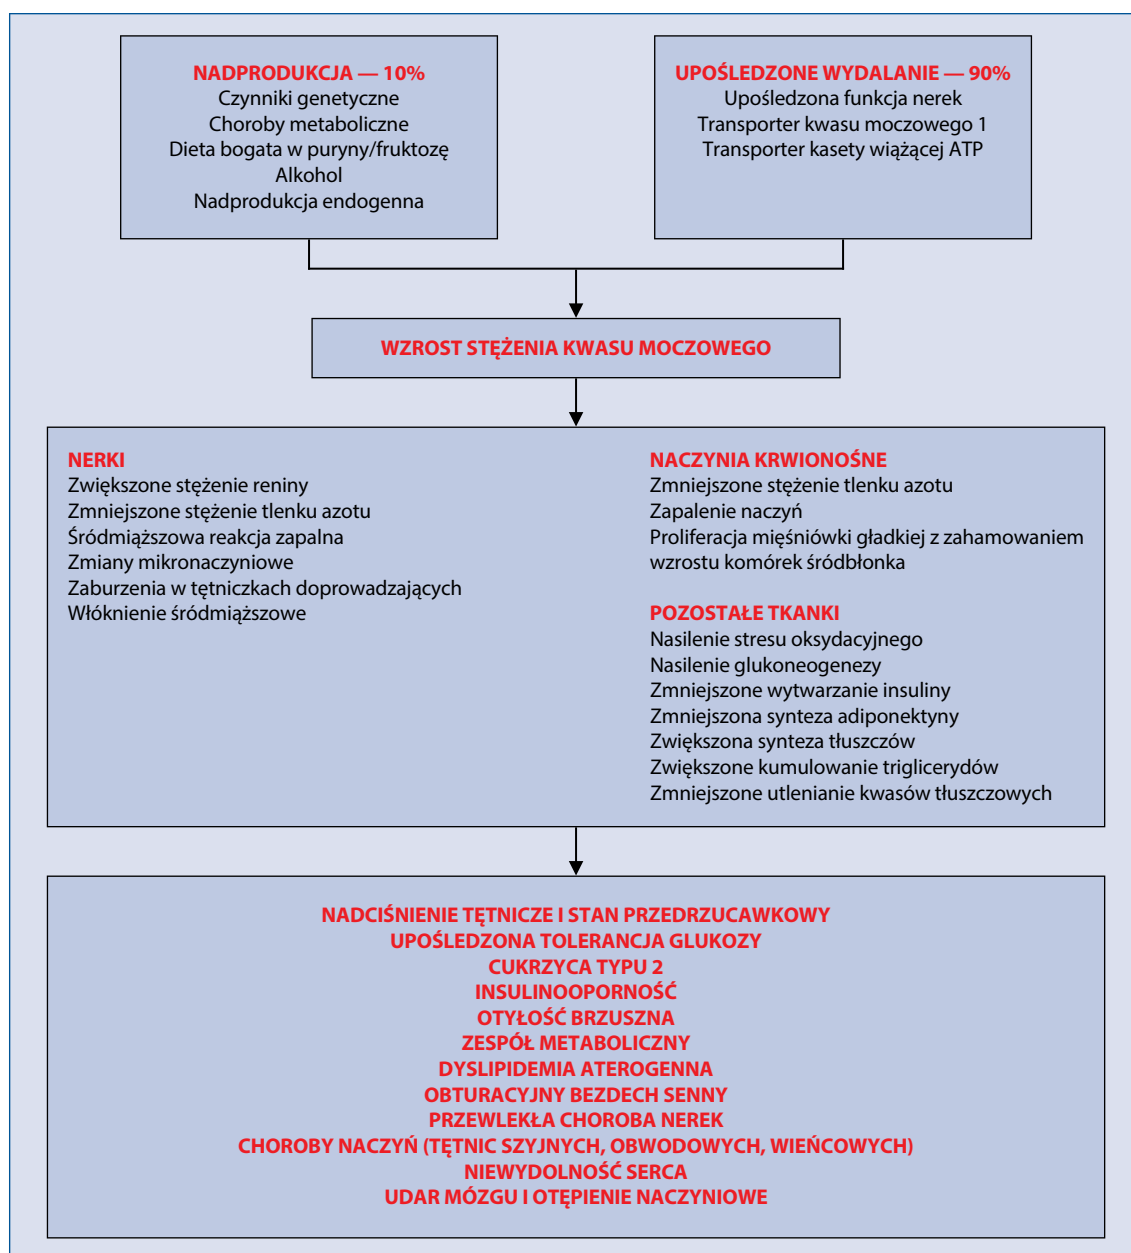 NADPRODUKCJA — 10%
Czynniki genetyczne
Choroby metaboliczne
Dieta bogata w puryny/fruktozę
Alkohol
Nadprodukcja endogenna
UPOŚLEDZONE WYDALANIE — 90%
Upośledzona funkcja nerek
Transporter kwasu moczowego 1
Transporter kasety wiążącej ATP
WZROST STĘŻENIA KWASU MOCZOWEGO
NERKI
Zwiększone stężenie reniny
Zmniejszone stężenie tlenku azotu
Śródmiąższowa reakcja zapalna
Zmiany mikronaczyniowe
Zaburzenia w tętniczkach doprowadzających
Włóknienie śródmiąższowe
NACZYNIA KRWIONOŚNE
Zmniejszone stężenie tlenku azotu
Zapalenie naczyń
Proliferacja mięśniówki gładkiej z zahamowaniem
wzrostu komórek śródbłonka
POZOSTAŁE TKANKI
Nasilenie stresu oksydacyjnego
Nasilenie glukoneogenezy
Zmniejszone wytwarzanie insuliny
Zmniejszona synteza adiponektyny
Zwiększona synteza tłuszczów
Zwiększone kumulowanie triglicerydów
Zmniejszone utlenianie kwasów tłuszczowych
NADCIŚNIENIE TĘTNICZE I STAN PRZEDRZUCAWKOWY
UPOŚLEDZONA TOLERANCJA GLUKOZY
CUKRZYCA TYPU 2
INSULINOOPORNOŚĆ
OTYŁOŚĆ BRZUSZNA
ZESPÓŁ METABOLICZNY
DYSLIPIDEMIA ATEROGENNA
OBTURACYJNY BEZDECH SENNY
PRZEWLEKŁA CHOROBA NEREK
CHOROBY NACZYŃ (TĘTNIC SZYJNYCH, OBWODOWYCH, WIEŃCOWYCH)
NIEWYDOLNOŚĆ SERCA
UDAR MÓZGU I OTĘPIENIE NACZYNIOWE